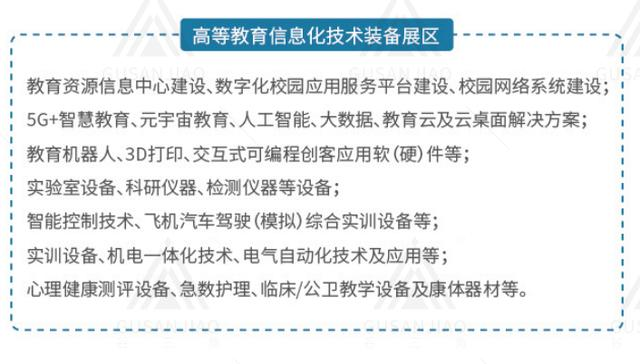 高等教育信息化技术装备展区
教育资源信息中心建设、数字化校园应用服务平台建设、校园网络系统建设；
5G+智慧教育、元宇宙教育、人工智能、大数据、教育云及云桌面解决方案；
教育机器人、3D打印、交互式可编程创客应用软（硬）件等；
实验室设备、科研仪器、检测仪器等设备；
智能控制技术、飞机汽车驾驶（模拟）综合实训设备等；
实训设备、机电一体化技术、电气自动化技术及应用等；
心理健康测评设备、急数护理、临床/公卫教学设备及康体器材等。
GUSAN JIAO
GUSAN JIAO
GUSAN JIAO